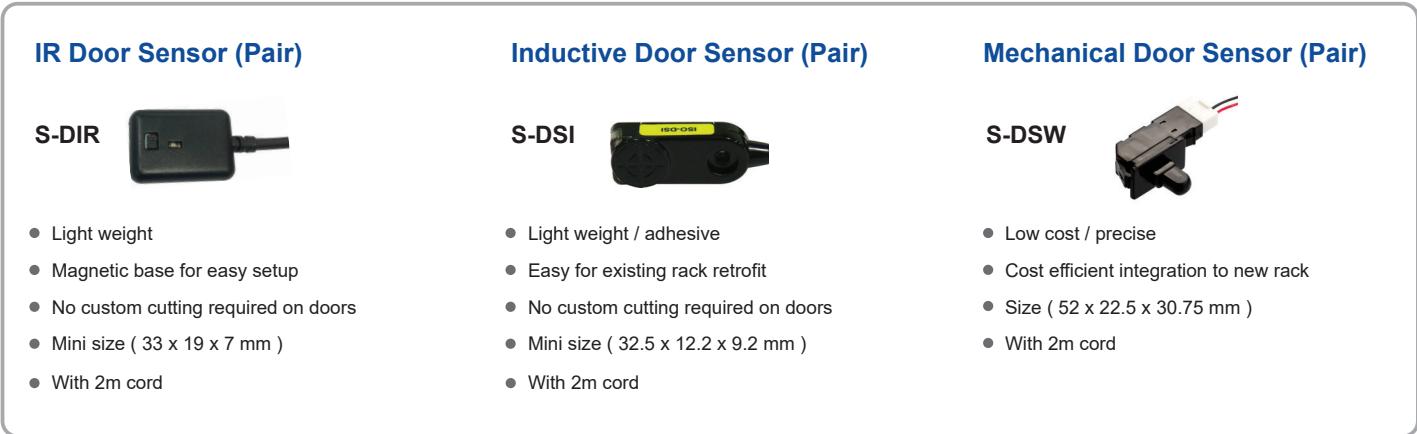 IR Door Sensor (Pair)
S-DIR
● Light weight
● Magnetic base for easy setup
● No custom cutting required on doors
● Mini size ( 33 x 19 x 7 mm )
● With 2m cord
Inductive Door Sensor (Pair)
S-DSI
ISO-DSI
● Light weight / adhesive
● Easy for existing rack retrofit
● No custom cutting required on doors
● Mini size ( 32.5 x 12.2 x 9.2 mm )
● With 2m cord
Mechanical Door Sensor (Pair)
S-DSW
● Low cost / precise
● Cost efficient integration to new rack
● Size ( 52 x 22.5 x 30.75 mm )
● With 2m cord